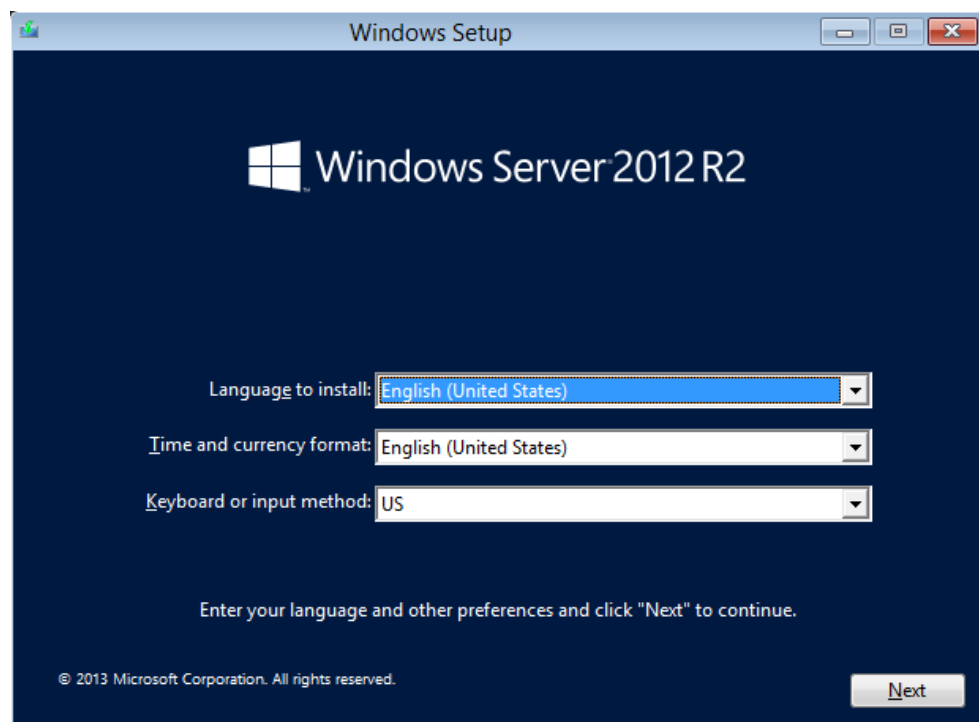 Windows Setup
Windows Server 2012 R2
Language to install: English (United States)
Time and currency format: English (United States)
Keyboard or input method: US
Enter your language and other preferences and click "Next" to continue.
© 2013 Microsoft Corporation. All rights reserved.
Next